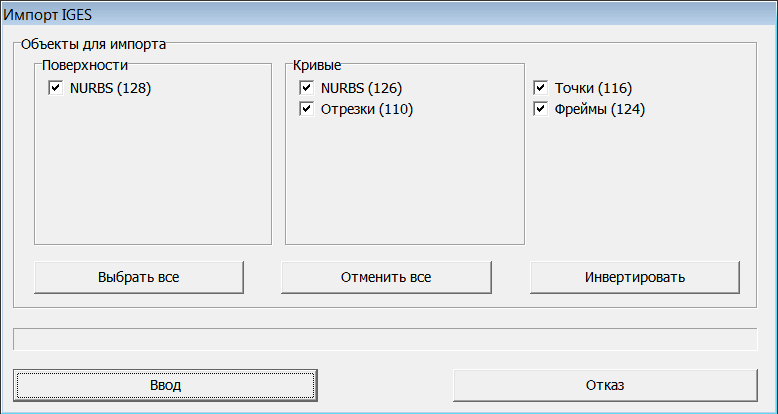 Импорт IGES
Объекты для импорта
Поверхности
NURBS (128)
Кривые
NURBS (126)
Отрезки (110)
Точки (116)
Фреймы (124)
Выбрать все
Отменить все
Инвертировать
Ввод
Отказ